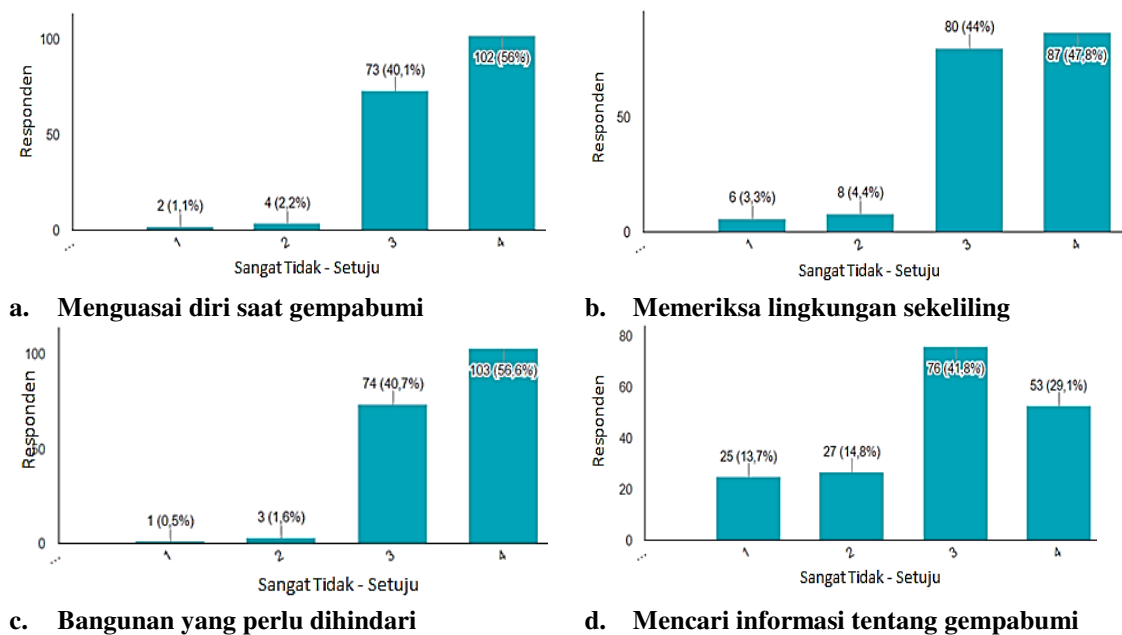 100
50
0
Responden
2 (1,1%)
4 (2,2%)
73 (40,1%)
102 (56%)
... 1 2 3 4
Sangat Tidak - Setuju
a. Menguasai diri saat gempabumi
50
0
Responden
6 (3,3%)
8 (4,4%)
80 (44%)
87 (47,8%)
... 1 2 3 4
Sangat Tidak - Setuju
b. Memeriksa lingkungan sekeliling
100
50
0
Responden
1 (0,5%)
3 (1,6%)
74 (40,7%)
103 (56,6%)
... 1 2 3 4
Sangat Tidak - Setuju
c. Bangunan yang perlu dihindari
80
60
40
20
0
Responden
25 (13,7%)
27 (14,8%)
76 (41,8%)
53 (29,1%)
... 1 2 3 4
Sangat Tidak - Setuju
d. Mencari informasi tentang gempabumi